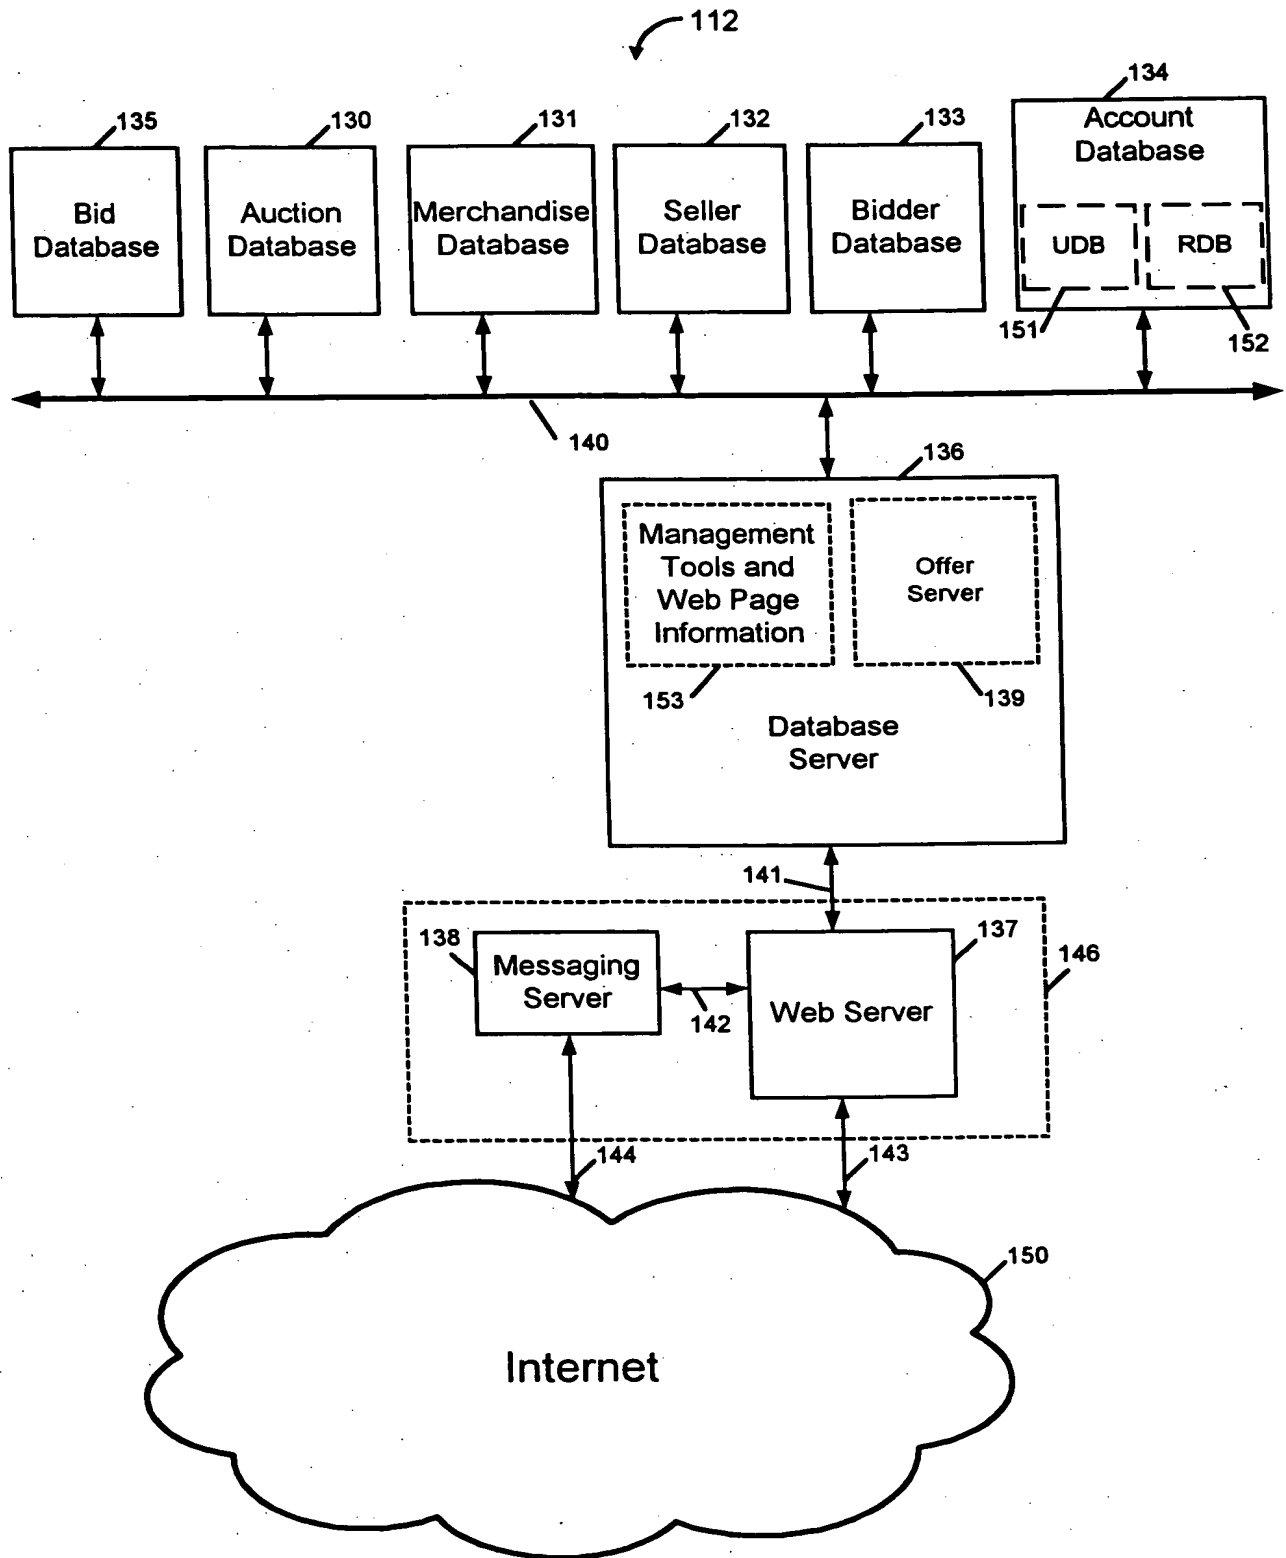 112
135
130
131
132
133
134
Bid
Database
Auction
Database
Merchandise
Database
Seller
Database
Bidder
Database
Account
Database
UDB
RDB
151
152
140
136
Management
Tools and
Web Page
Information
Offer
Server
153
139
Database
Server
141
138
Messaging
Server
142
137
Web Server
146
144
143
150
Internet